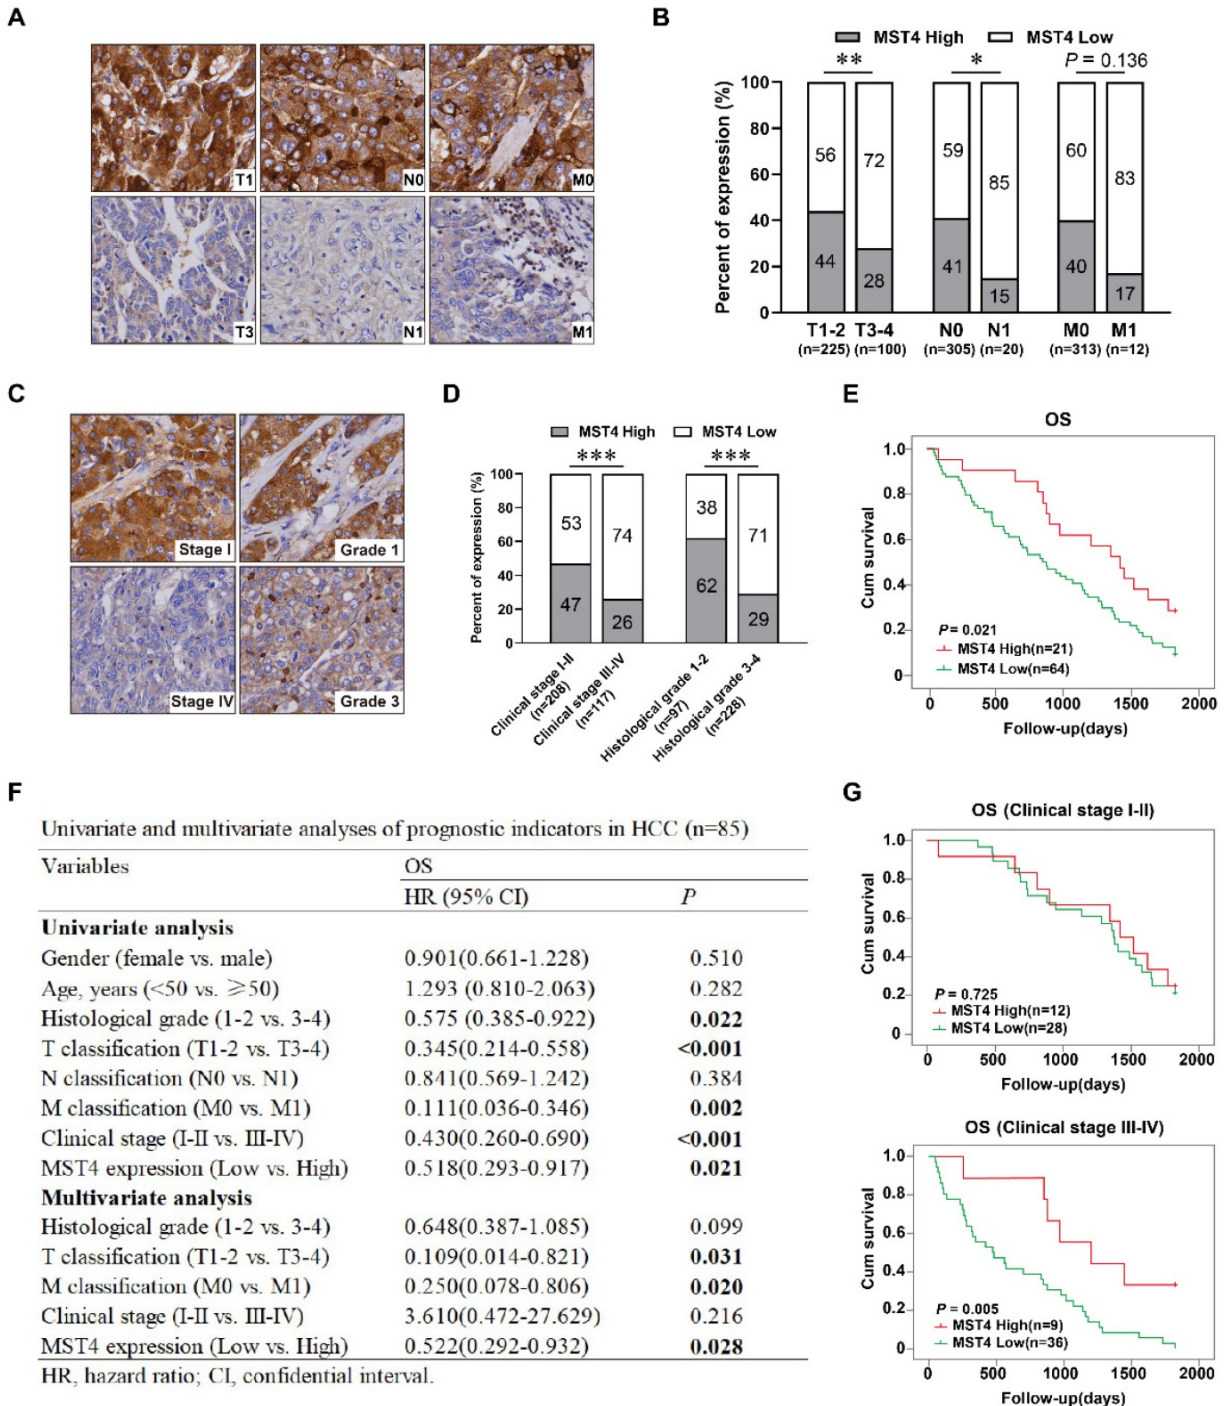 A
T1
N0
M0
T3
N1
M1
B
MST4 High
MST4 Low
**
*
P = 0.136
Percent of expression (%)
100
80
60
40
20
0
56
72
59
85
60
83
44
28
41
15
40
17
T1-2 T3-4 N0 N1 M0 M1
(n=225) (n=100) (n=305) (n=20) (n=313) (n=12)
C
Stage I
Grade 1
Stage IV
Grade 3
D
MST4 High
MST4 Low
***
***
Percent of expression (%)
100
80
60
40
20
0
53
74
38
71
47
26
62
29
Clinical stage I-II
(n=208)
Clinical stage III-IV
(n=117)
Histological grade 1-2
(n=97)
Histological grade 3-4
(n=228)
E
OS
Cum survival
1.0
0.8
0.6
0.4
0.2
0
P = 0.021
MST4 High(n=21)
MST4 Low(n=64)
0 500 1000 1500 2000
Follow-up(days)
F
Univariate and multivariate analyses of prognostic indicators in HCC (n=85)
Variables OS
HR (95% CI) P
Univariate analysis
Gender (female vs. male) 0.901(0.661-1.228) 0.510
Age, years (<50 vs. ⩾50) 1.293 (0.810-2.063) 0.282
Histological grade (1-2 vs. 3-4) 0.575 (0.385-0.922) 0.022
T classification (T1-2 vs. T3-4) 0.345(0.214-0.558) <0.001
N classification (N0 vs. N1) 0.841(0.569-1.242) 0.384
M classification (M0 vs. M1) 0.111(0.036-0.346) 0.002
Clinical stage (I-II vs. III-IV) 0.430(0.260-0.690) <0.001
MST4 expression (Low vs. High) 0.518(0.293-0.917) 0.021
Multivariate analysis
Histological grade (1-2 vs. 3-4) 0.648(0.387-1.085) 0.099
T classification (T1-2 vs. T3-4) 0.109(0.014-0.821) 0.031
M classification (M0 vs. M1) 0.250(0.078-0.806) 0.020
Clinical stage (I-II vs. III-IV) 3.610(0.472-27.629) 0.216
MST4 expression (Low vs. High) 0.522(0.292-0.932) 0.028
HR, hazard ratio; CI, confidential interval.
G
OS (Clinical stage I-II)
Cum survival
1.0
0.8
0.6
0.4
0.2
0
P = 0.725
MST4 High(n=12)
MST4 Low(n=28)
0 500 1000 1500 2000
Follow-up(days)
OS (Clinical stage III-IV)
Cum survival
1.0
0.8
0.6
0.4
0.2
0
P = 0.005
MST4 High(n=9)
MST4 Low(n=36)
0 500 1000 1500 2000
Follow-up(days)